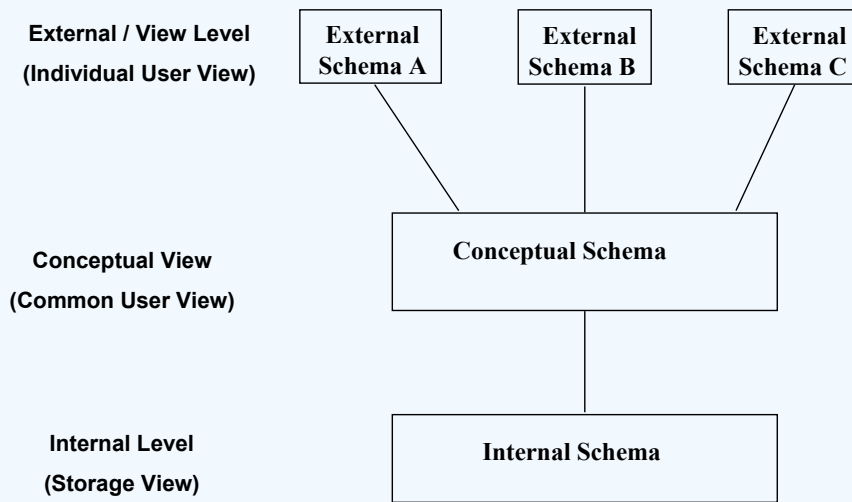 External / View Level
(Individual User View)
External
Schema A
External
Schema B
External
Schema C
Conceptual View
(Common User View)
Conceptual Schema
Internal Level
(Storage View)
Internal Schema